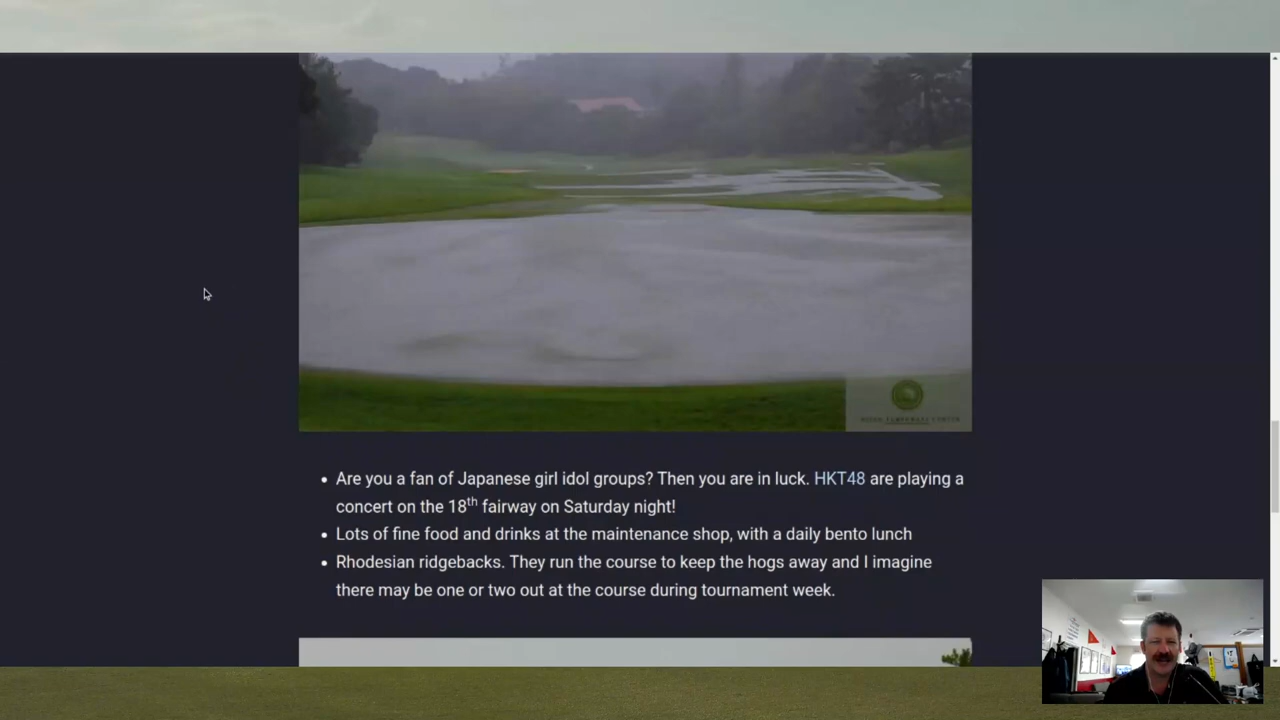 Are you a fan of Japanese girl idol groups? Then you are in luck. HKT48 are playing a
concert on the 18th fairway on Saturday night!
Lots of fine food and drinks at the maintenance shop, with a daily bento lunch
Rhodesian ridgebacks. They run the course to keep the hogs away and I imagine
there may be one or two out at the course during tournament week.